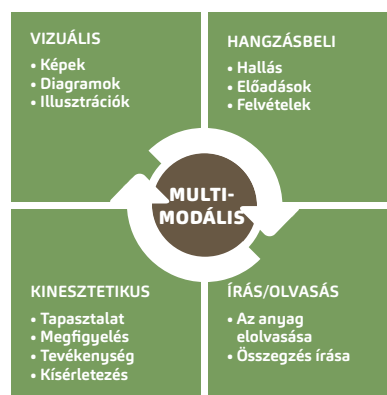 VIZUÁLIS
• Képek
• Diagramok
• Illusztrációk
HANGZÁSBELI
• Hallás
• Előadások
• Felvételek
MULTI-
MODÁLIS
KINESZTETIKUS
• Tapasztalat
• Megfigyelés
• Tevékenység
• Kísérletezés
ÍRÁS/OLVASÁS
• Az anyag
elolvasása
• Összegzés írása